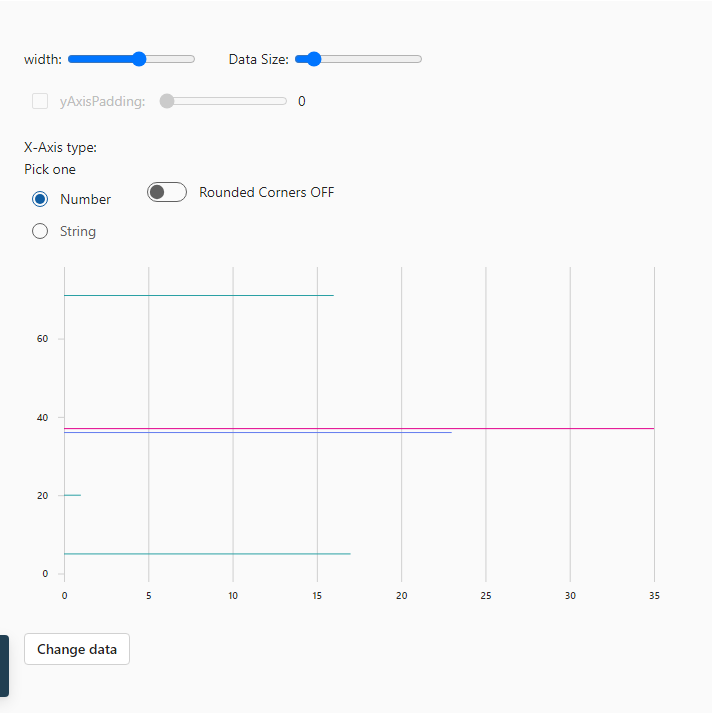 width: Data Size:
yAxisPadding: 0
X-Axis type:
Pick one
Number Rounded Corners OFF
String
60
40
20
0
0 5 10 15 20 25 30 35
Change data